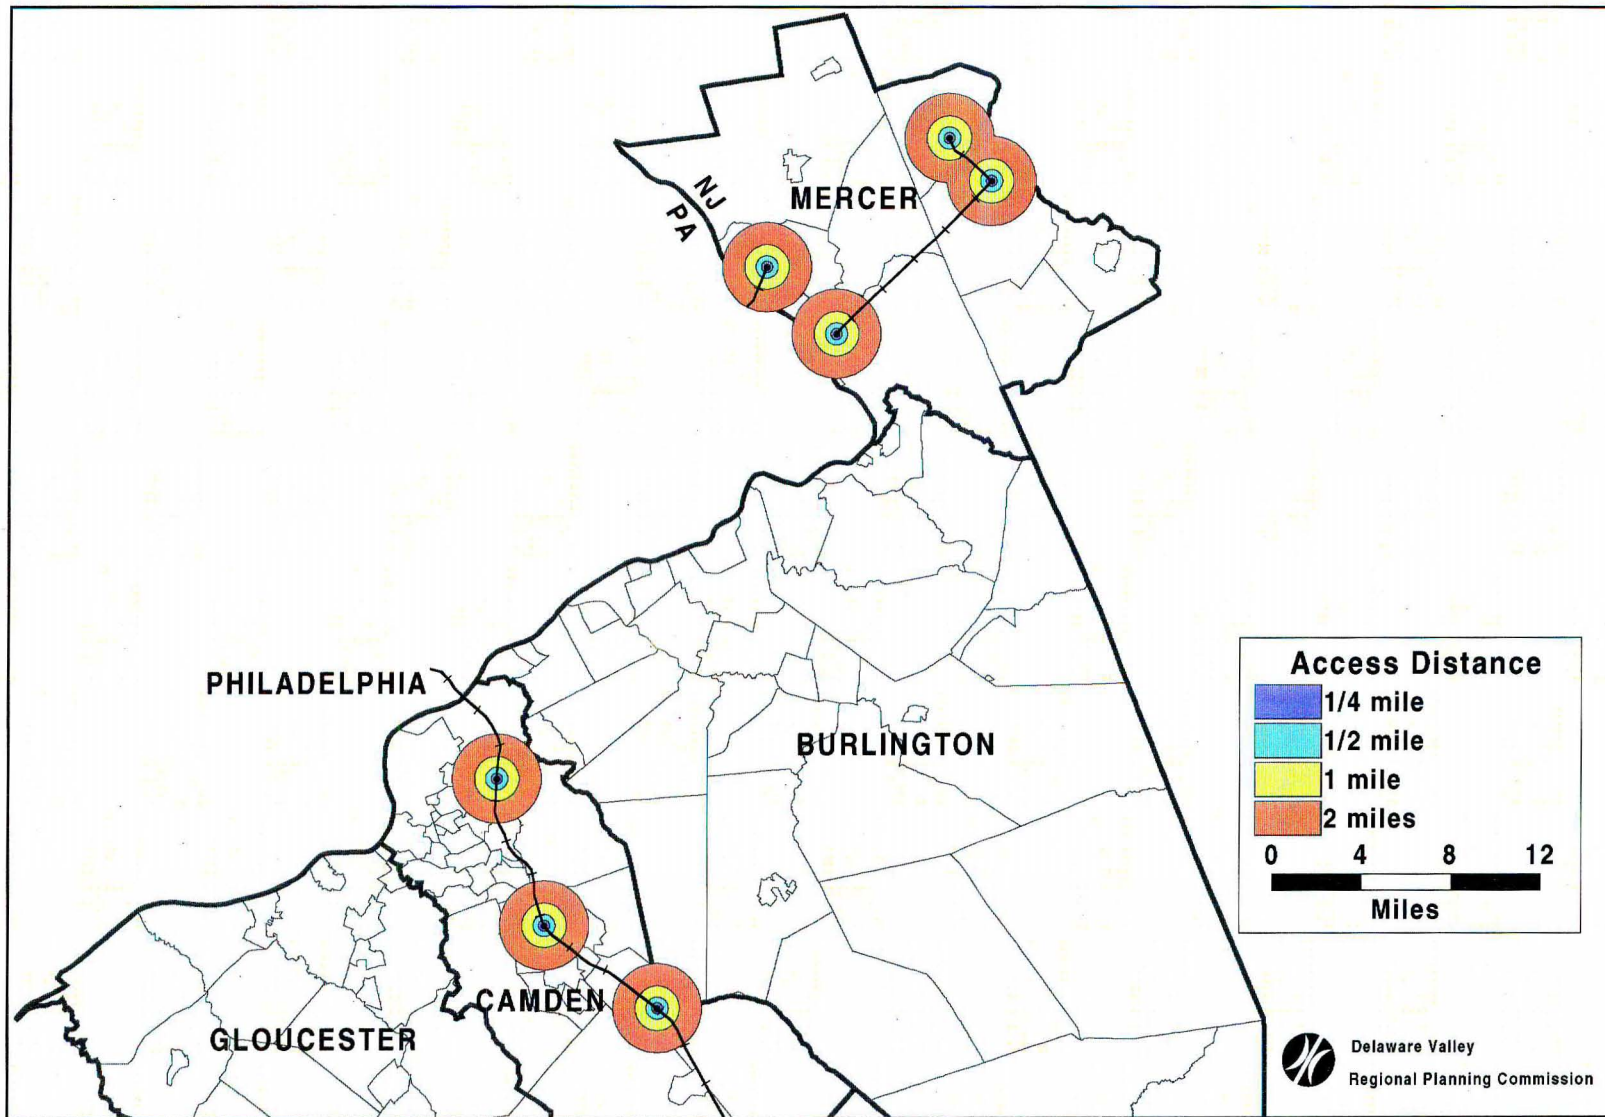 NJ
PA
MERCER
PHILADELPHIA
BURLINGTON
CAMDEN
GLOUCESTER
Access Distance
1/4 mile
1/2 mile
1 mile
2 miles
0 4 8 12
Miles
Delaware Valley
Regional Planning Commission